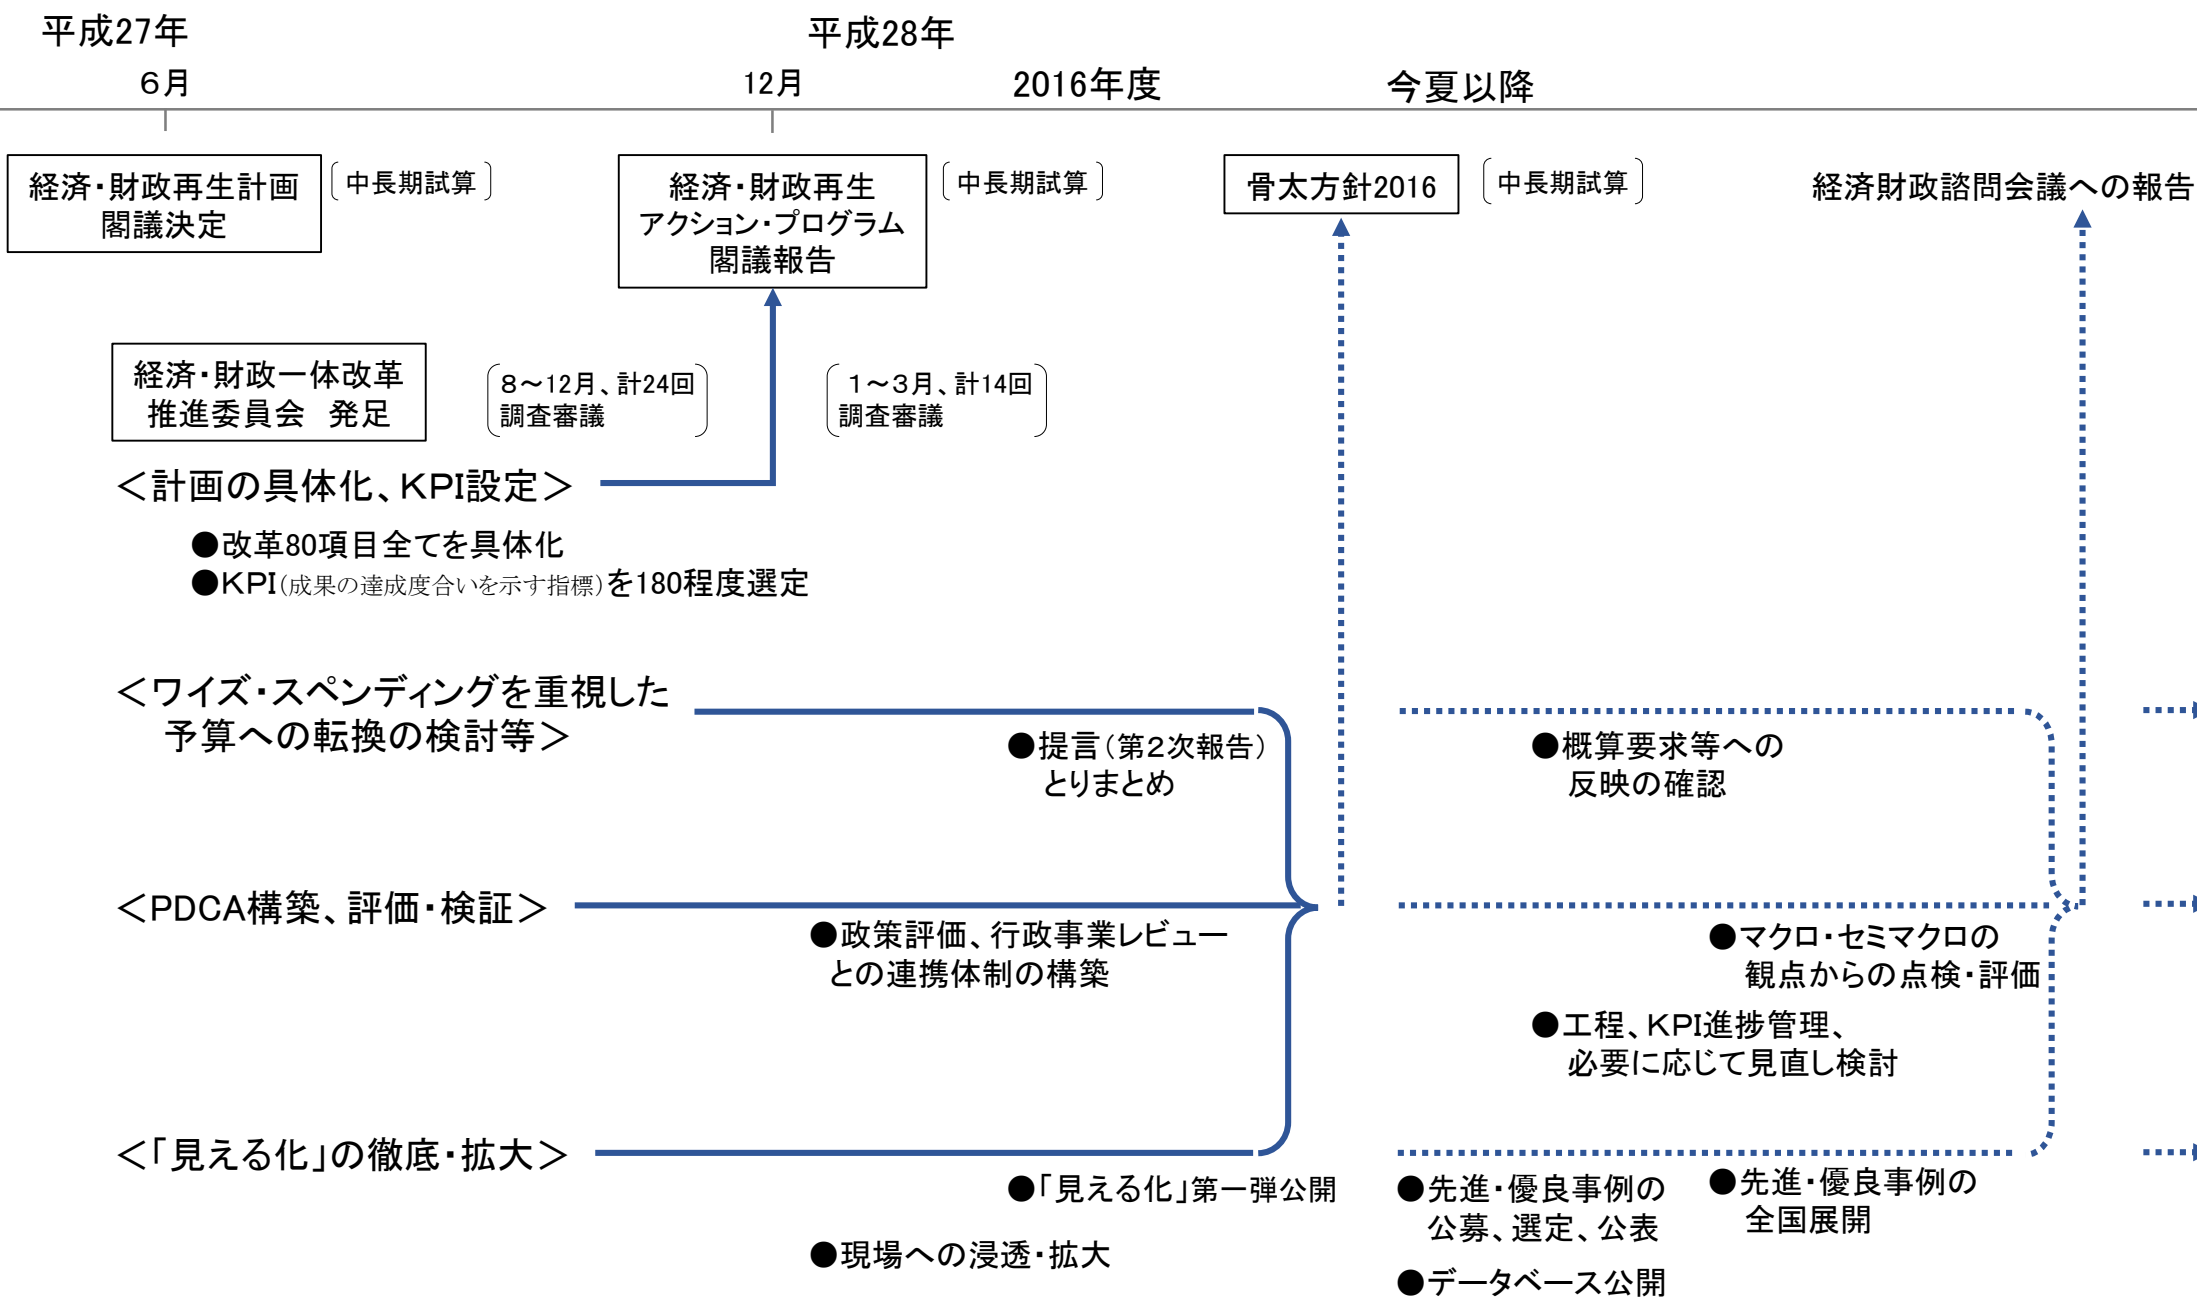 平成27年
平成28年
６月
12月
2016年度
今夏以降
経済・財政再生計画
閣議決定
中長期試算
経済・財政再生
アクション・プログラム
閣議報告
中長期試算
骨太方針2016
中長期試算
経済財政諮問会議への報告
経済・財政一体改革
推進委員会　発足
８～12月、計24回
調査審議
１～３月、計14回
調査審議
＜計画の具体化、ＫＰＩ設定＞
●改革80項目全てを具体化
●ＫＰＩ（成果の達成度合いを示す指標）を180程度選定
＜ワイズ・スペンディングを重視した
予算への転換の検討等＞
●提言（第２次報告）
とりまとめ
●概算要求等への
反映の確認
＜PDCA構築、評価・検証＞
●政策評価、行政事業レビュー
との連携体制の構築
●マクロ・セミマクロの
観点からの点検・評価
●工程、ＫＰＩ進捗管理、
必要に応じて見直し検討
＜「見える化」の徹底・拡大＞
●「見える化」第一弾公開
●現場への浸透・拡大
●先進・優良事例の
公募、選定、公表
●データベース公開
●先進・優良事例の
全国展開